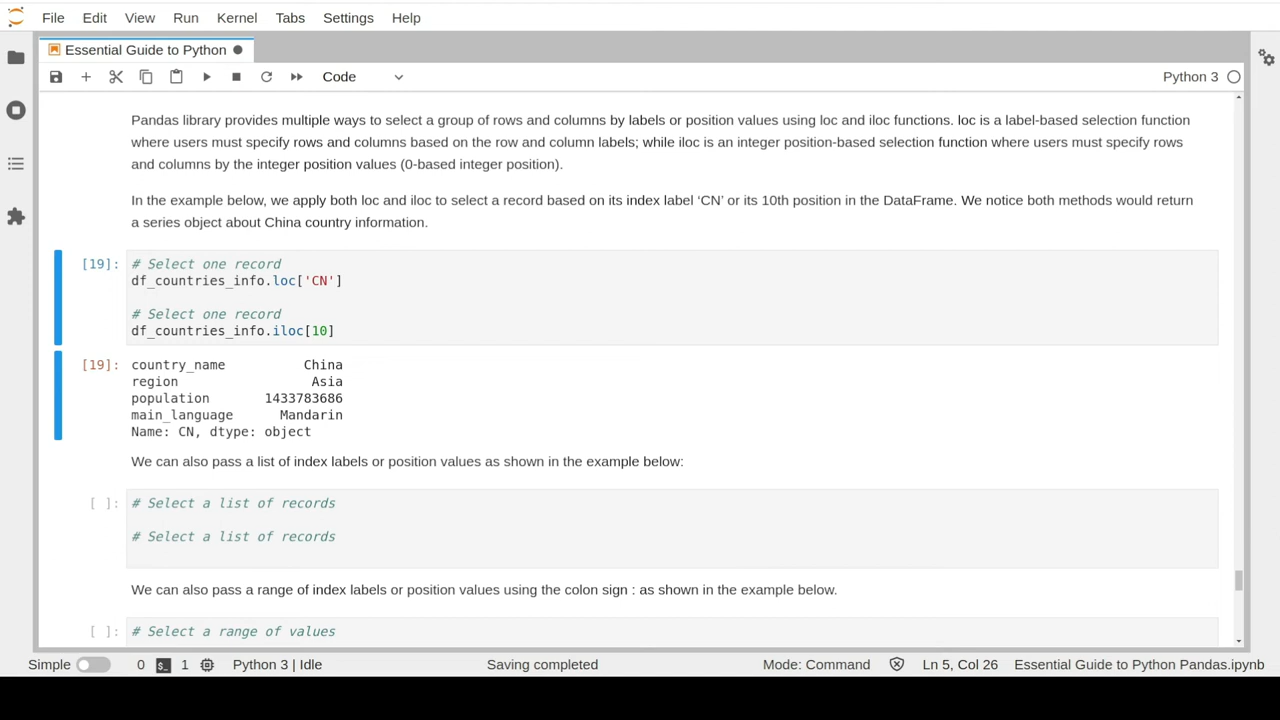 File Edit View Run Kernel Tabs Settings Help
Essential Guide to Python
Code
Python 3
Pandas library provides multiple ways to select a group of rows and columns by labels or position values using loc and iloc functions. loc is a label-based selection function
where users must specify rows and columns based on the row and column labels; while iloc is an integer position-based selection function where users must specify rows
and columns by the integer position values (0-based integer position).
In the example below, we apply both loc and iloc to select a record based on its index label ‘CN’ or its 10th position in the DataFrame. We notice both methods would return
a series object about China country information.
[19]: # Select one record
df_countries_info.loc['CN']
# Select one record
df_countries_info.iloc[10]
[19]: country_name China
region Asia
population 1433783686
main_language Mandarin
Name: CN, dtype: object
We can also pass a list of index labels or position values as shown in the example below:
[ ]: # Select a list of records
# Select a list of records
We can also pass a range of index labels or position values using the colon sign : as shown in the example below.
[ ]: # Select a range of values
Simple 0 $_ 1 Python 3 | Idle Saving completed Mode: Command Ln 5, Col 26 Essential Guide to Python Pandas.ipynb